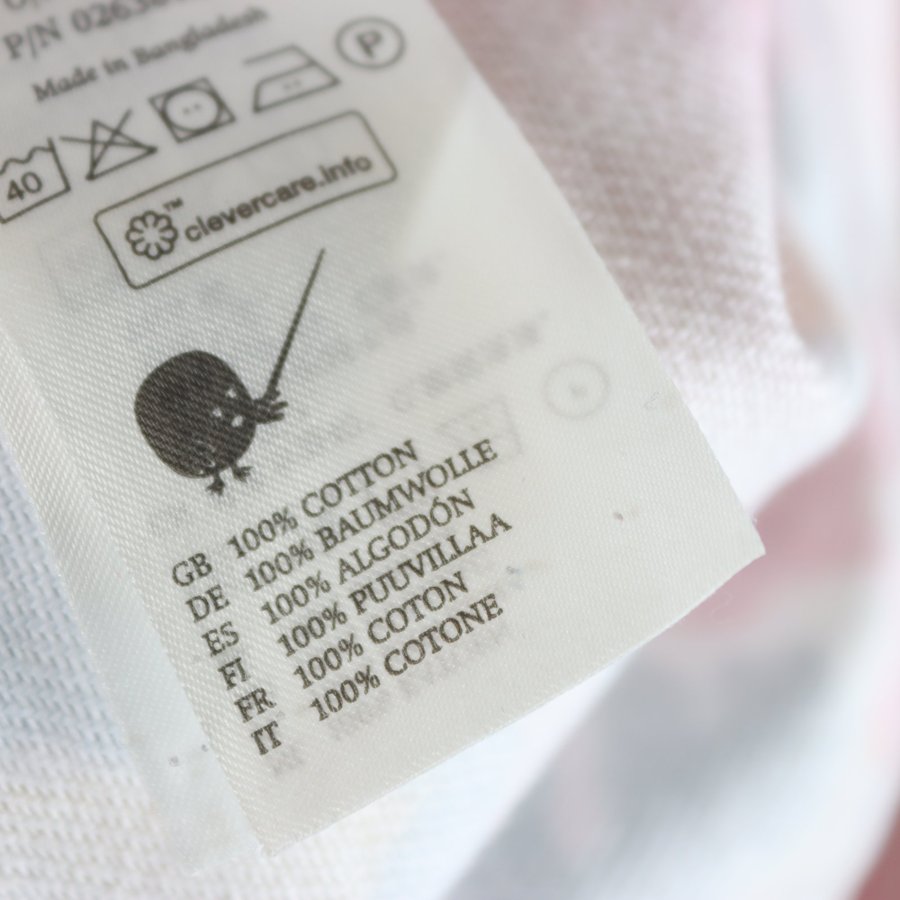 P/N
Made in Bangladesh
40
P
™ clevercare.info
GB 100% COTTON
DE 100% BAUMWOLLE
ES 100% ALGODÓN
FI 100% PUUVILLAA
FR 100% COTON
IT 100% COTONE